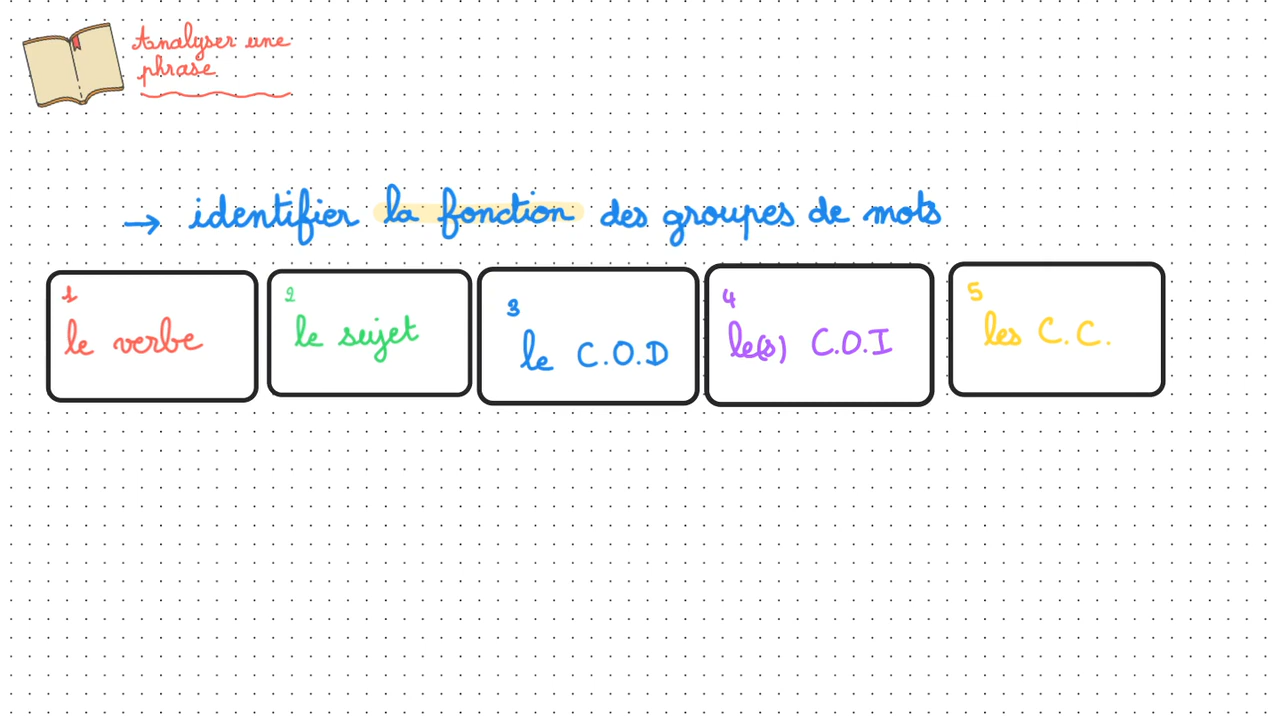 Analyser une
phrase
→ identifier la fonction des groupes de mots
1
le verbe
2
le sujet
3
le C.O.D
4
le(s) C.O.I
5
les C.C.